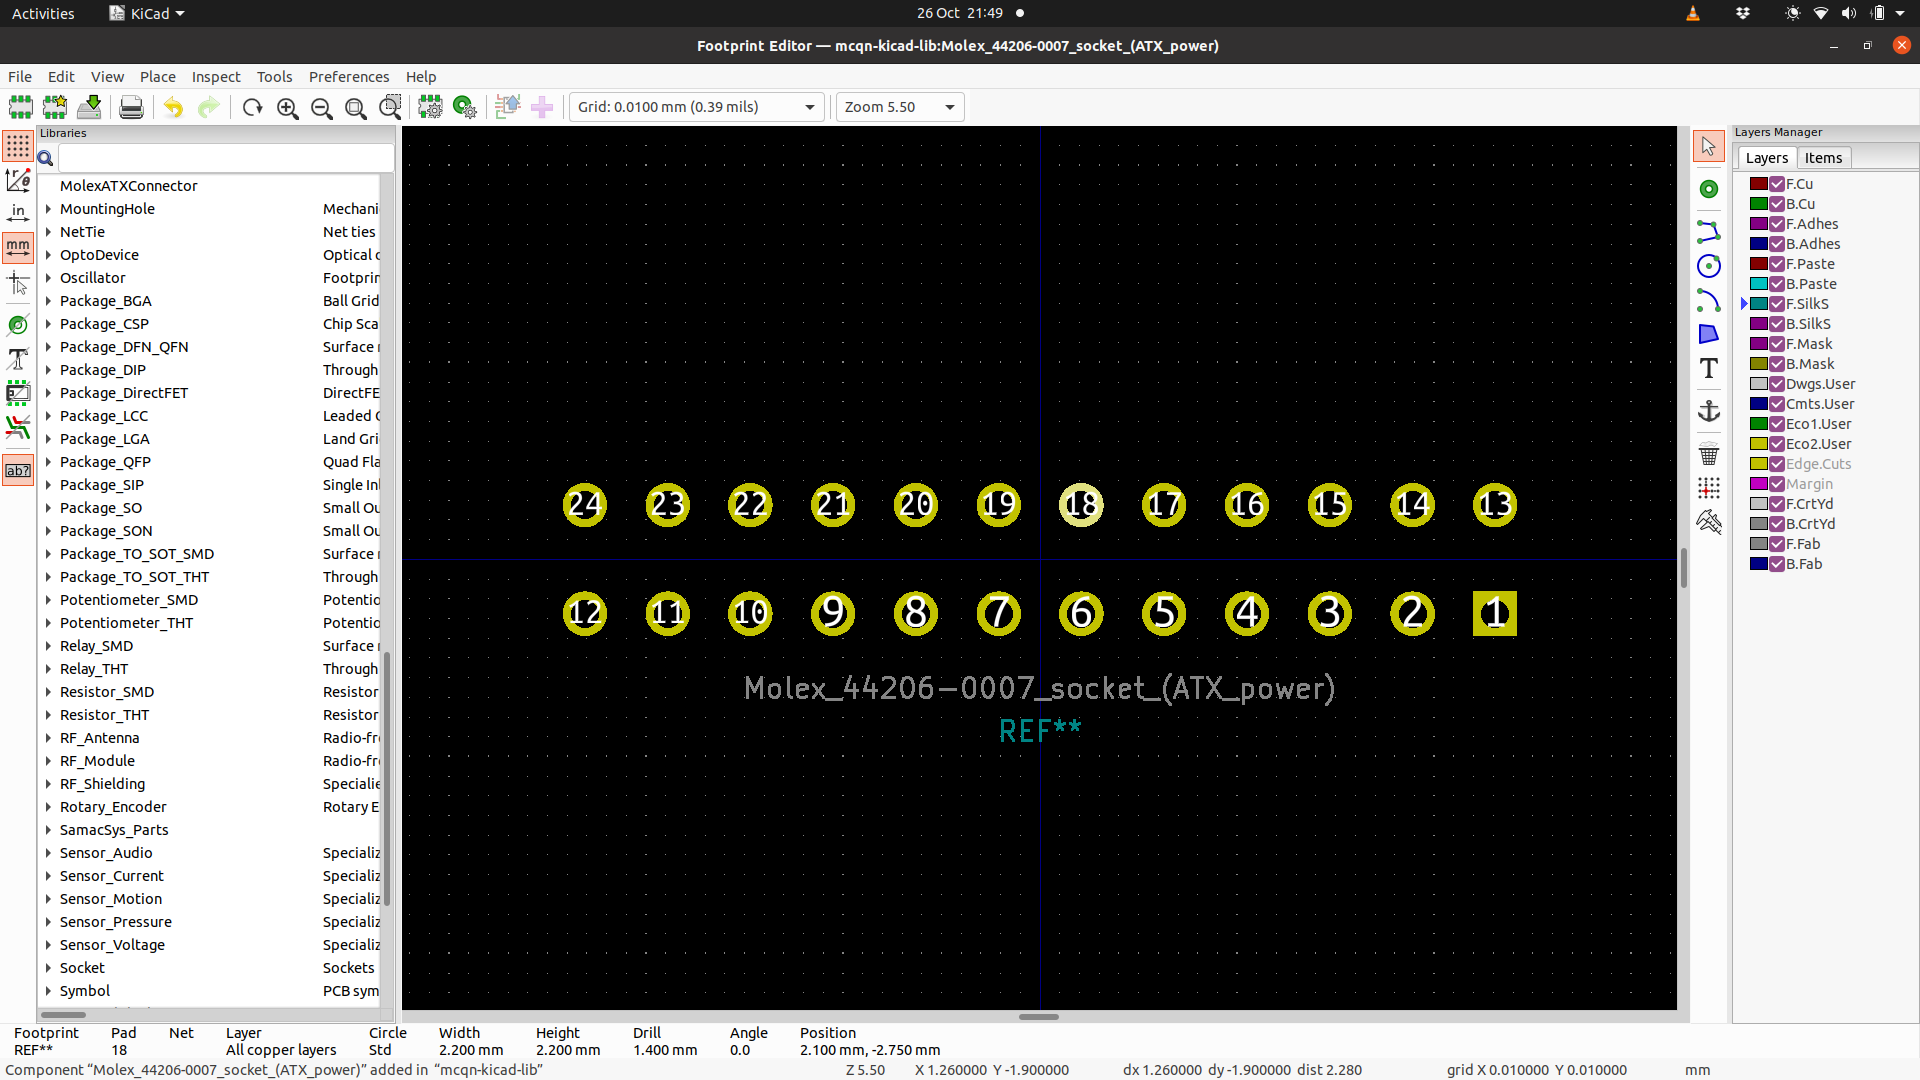 Activities KiCad 26 Oct 21:49
Footprint Editor — mcqn-kicad-lib:Molex_44206-0007_socket_(ATX_power)
File Edit View Place Inspect Tools Preferences Help
Grid: 0.0100 mm (0.39 mils) Zoom 5.50
Libraries
MolexATXConnector
MountingHole Mechani
NetTie Net ties
OptoDevice Optical c
Oscillator Footprin
Package_BGA Ball Grid
Package_CSP Chip Sca
Package_DFN_QFN Surface r
Package_DIP Through
Package_DirectFET DirectFE
Package_LCC Leaded C
Package_LGA Land Gri
Package_QFP Quad Fla
Package_SIP Single Inl
Package_SO Small Ou
Package_SON Small Ou
Package_TO_SOT_SMD Surface r
Package_TO_SOT_THT Through
Potentiometer_SMD Potentio
Potentiometer_THT Potentio
Relay_SMD Surface r
Relay_THT Through
Resistor_SMD Resistor
Resistor_THT Resistor
RF_Antenna Radio-fre
RF_Module Radio-fre
RF_Shielding Specialie
Rotary_Encoder Rotary E
SamacSys_Parts
Sensor_Audio Specializ
Sensor_Current Specializ
Sensor_Motion Specializ
Sensor_Pressure Specializ
Sensor_Voltage Specializ
Socket Sockets
Symbol PCB sym
in
mm
T
ab?
24 23 22 21 20 19 18 17 16 15 14 13
12 11 10 9 8 7 6 5 4 3 2 1
Molex_44206-0007_socket_(ATX_power)
REF**
T
Layers Manager
Layers Items
F.Cu
B.Cu
F.Adhes
B.Adhes
F.Paste
B.Paste
F.SilkS
B.SilkS
F.Mask
B.Mask
Dwgs.User
Cmts.User
Eco1.User
Eco2.User
Edge.Cuts
Margin
F.CrtYd
B.CrtYd
F.Fab
B.Fab
Footprint Pad Net Layer Circle Width Height Drill Angle Position
REF** 18 All copper layers Std 2.200 mm 2.200 mm 1.400 mm 0.0 2.100 mm, -2.750 mm
Component “Molex_44206-0007_socket_(ATX_power)” added in “mcqn-kicad-lib” Z 5.50 X 1.260000 Y -1.900000 dx 1.260000 dy -1.900000 dist 2.280 grid X 0.010000 Y 0.010000 mm